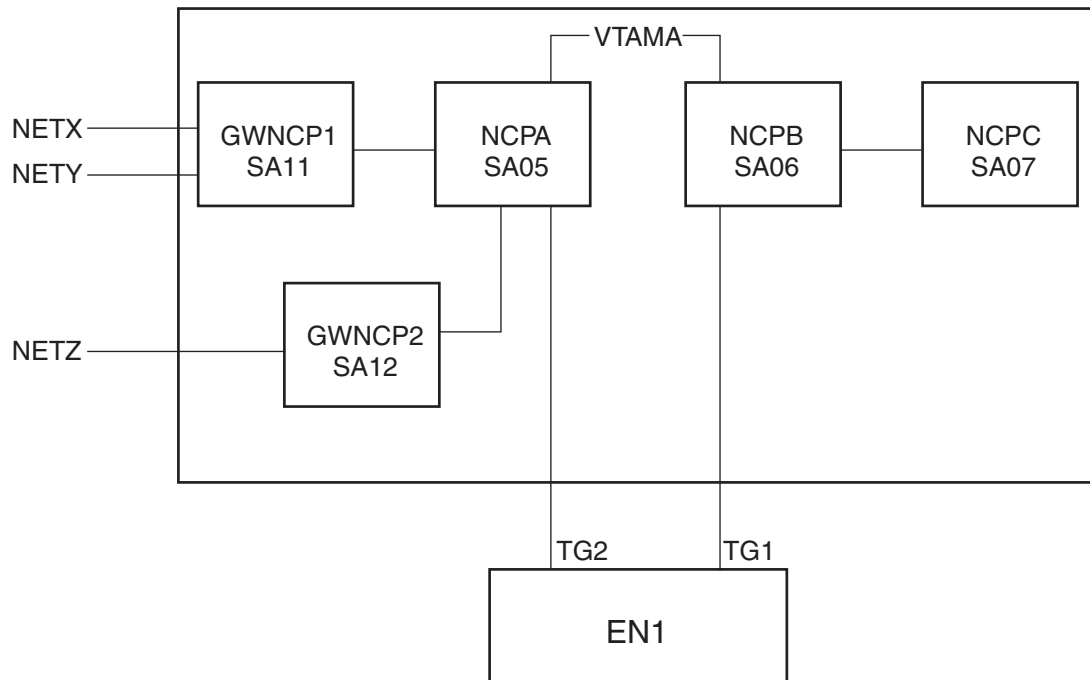 VTAMA
NETX
NETY
GWNCP1
SA11
NCPA
SA05
NCPB
SA06
NCPC
SA07
NETZ
GWNCP2
SA12
TG2
TG1
EN1